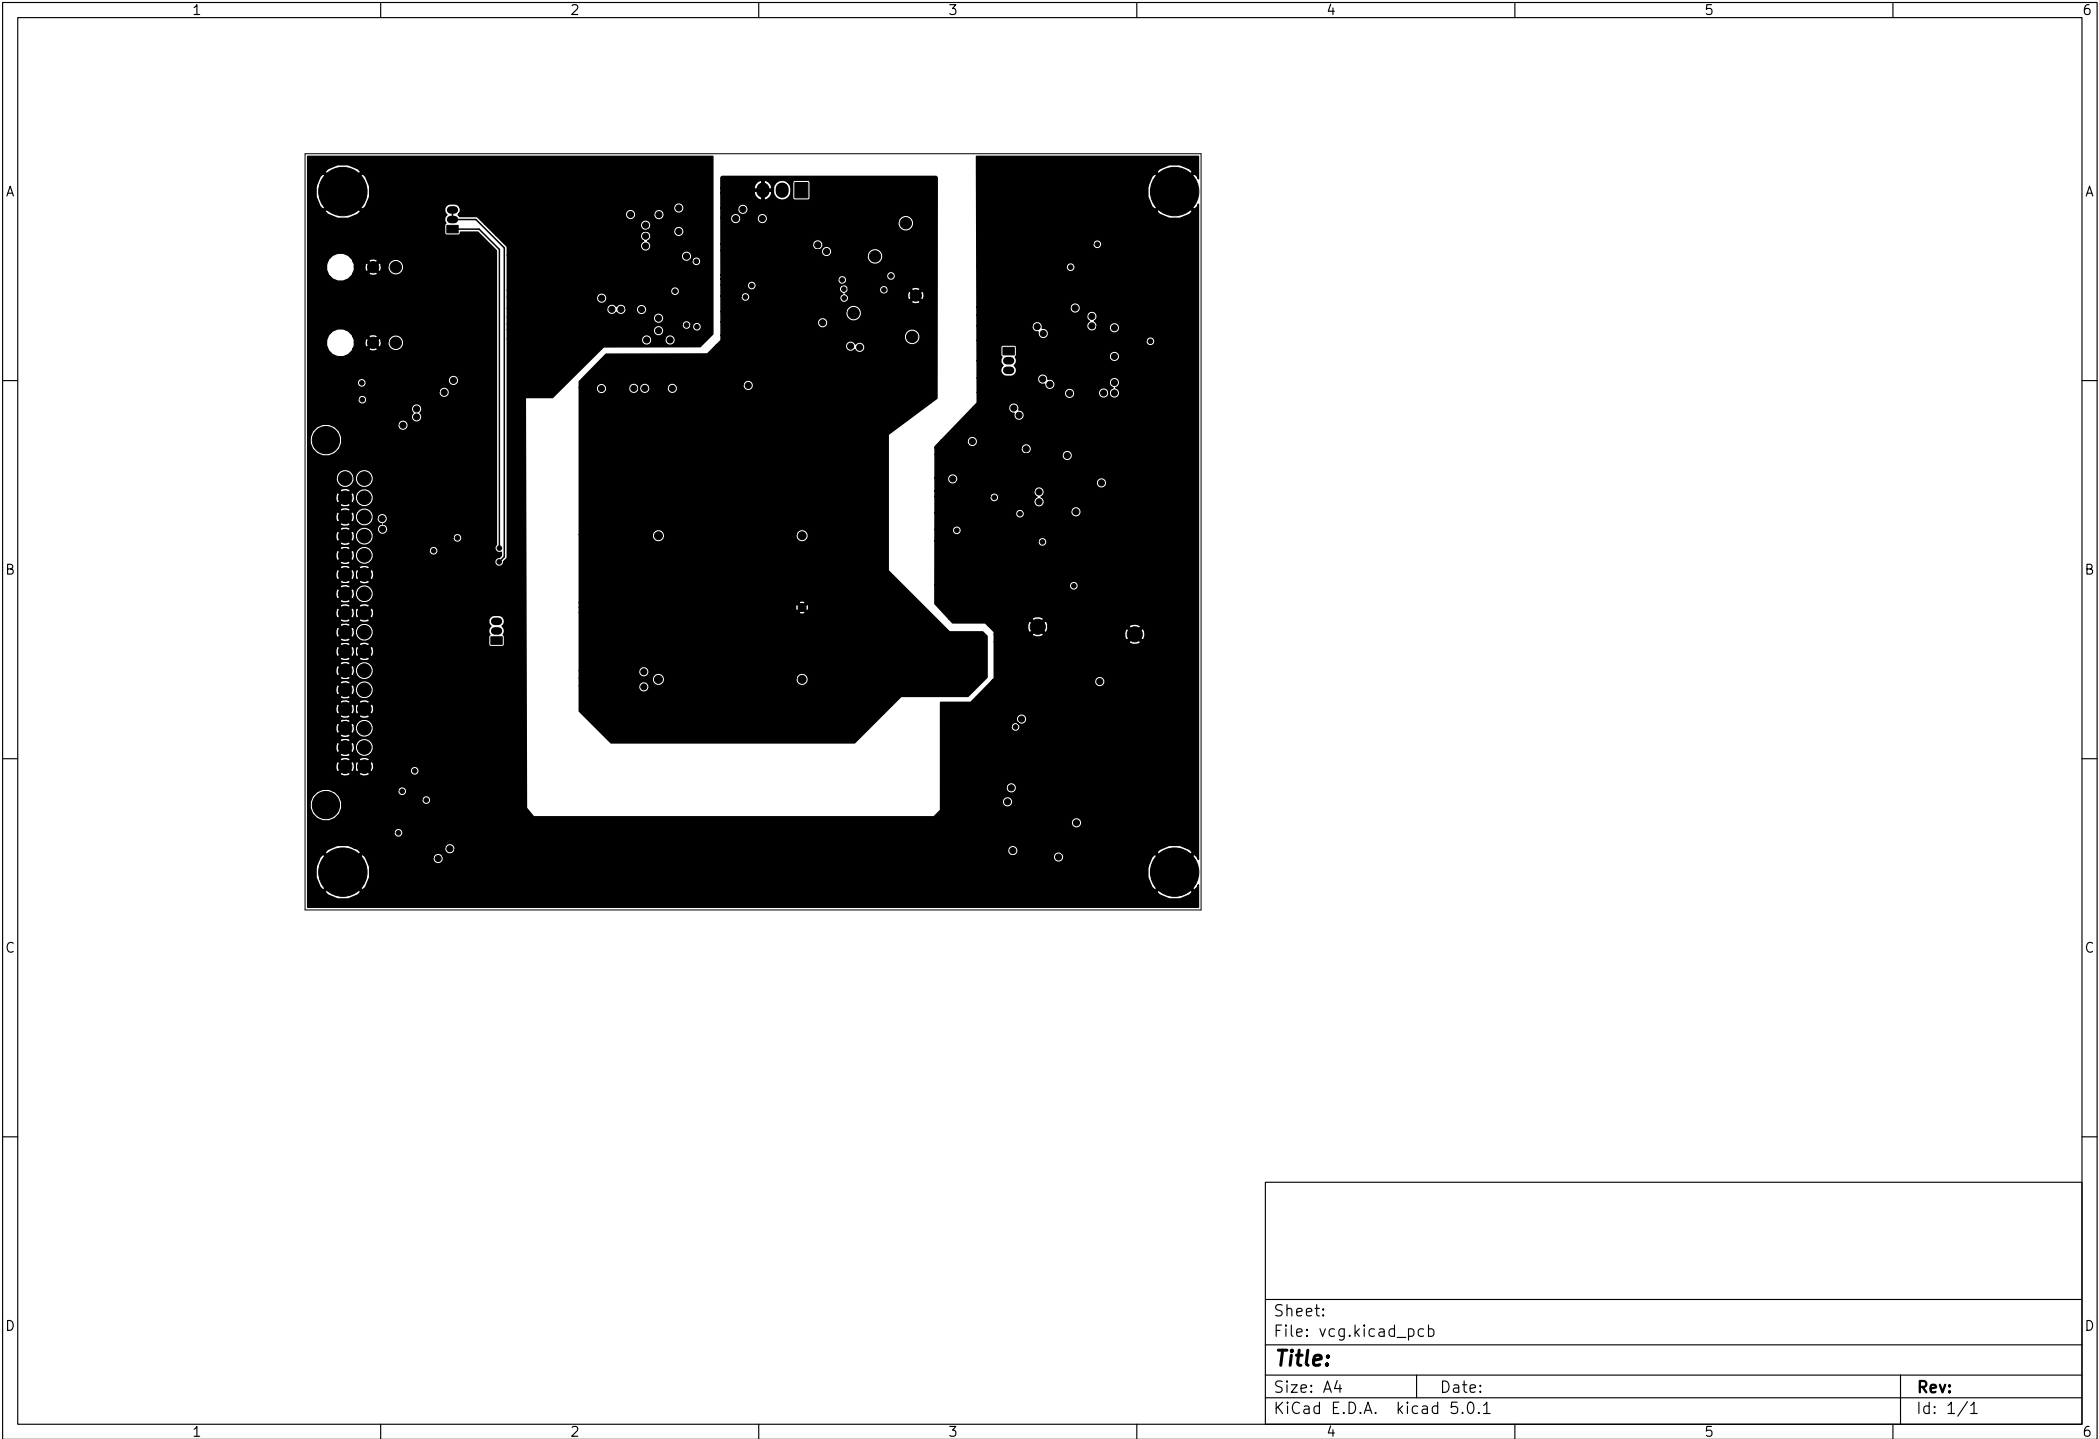 1 2 3 4 5 6
A A
B B
C C
Sheet:
D D
File: vcg.kicad_pcb
Title:
Size: A4 Date: Rev:
KiCad E.D.A. kicad 5.0.1 Id: 1/1
1 2 3 4 5 6